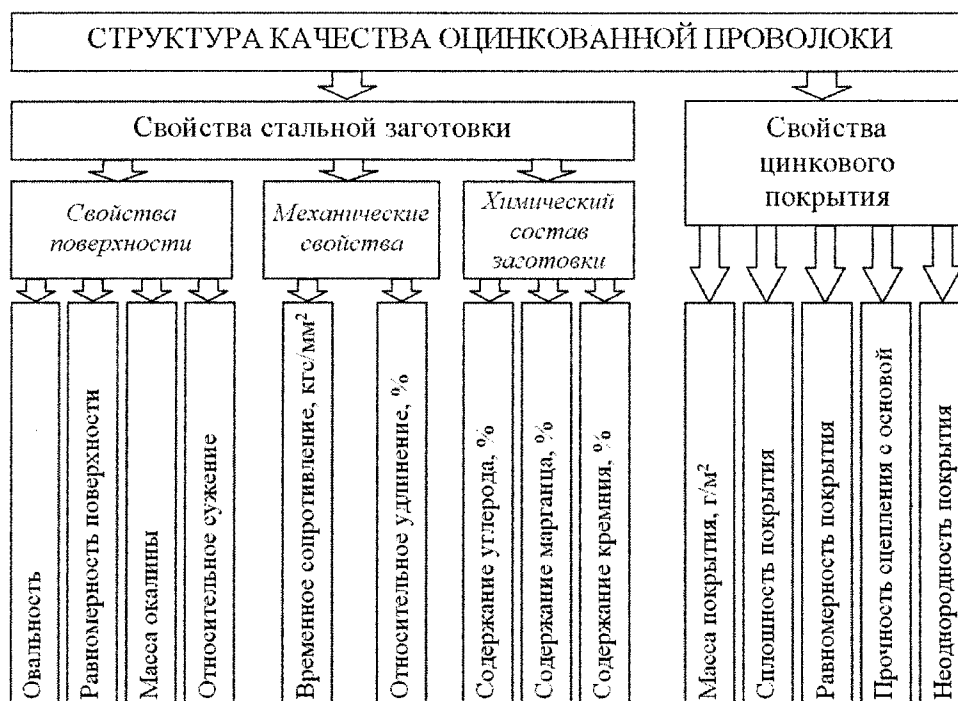 СТРУКТУРА КАЧЕСТВА ОЦИНКОВАННОЙ ПРОВОЛОКИ
Свойства стальной заготовки
Свойства
цинкового
покрытия
Свойства
поверхности
Механические
свойства
Химический
состав
заготовки
Овальность
Равномерность поверхности
Масса окалины
Относительное сужение
Временное сопротивление, кгс/мм²
Относительное удлинение, %
Содержание углерода, %
Содержание марганца, %
Содержание кремния, %
Масса покрытия, г/м²
Сплошность покрытия
Равномерность покрытия
Прочность сцепления с основой
Неоднородность покрытия